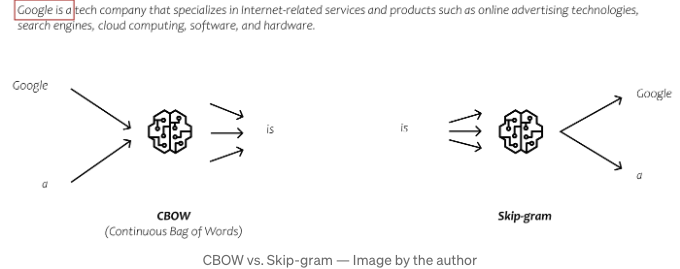 Google is a tech company that specializes in Internet-related services and products such as online advertising technologies,
search engines, cloud computing, software, and hardware.
Google
is
a
CBOW
(Continuous Bag of Words)
is
Google
a
Skip-gram
CBOW vs. Skip-gram — Image by the author